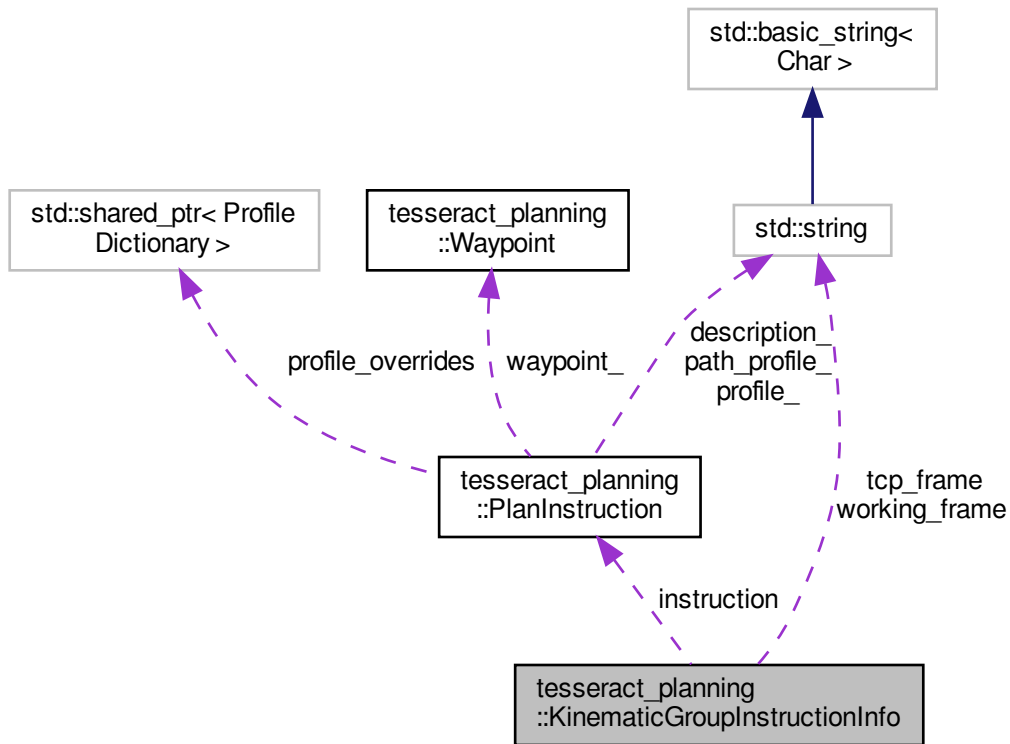 std::basic_string<
Char >
std::shared_ptr< Profile
Dictionary >
tesseract_planning
::Waypoint
std::string
profile_overrides
waypoint_
description_
path_profile_
profile_
tesseract_planning
::PlanInstruction
tcp_frame
working_frame
instruction
tesseract_planning
::KinematicGroupInstructionInfo